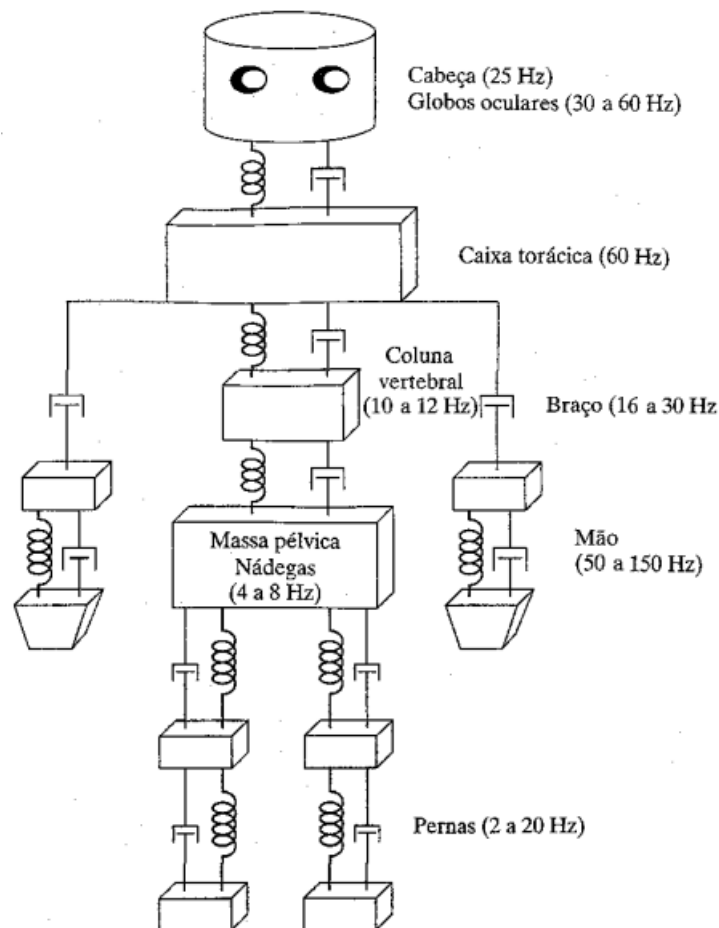 Cabeça (25 Hz)
Globos oculares (30 a 60 Hz)
Caixa torácica (60 Hz)
Coluna
vertebral
(10 a 12 Hz)
Braço (16 a 30 Hz
Massa pélvica
Nádegas
(4 a 8 Hz)
Mão
(50 a 150 Hz)
Pernas (2 a 20 Hz)